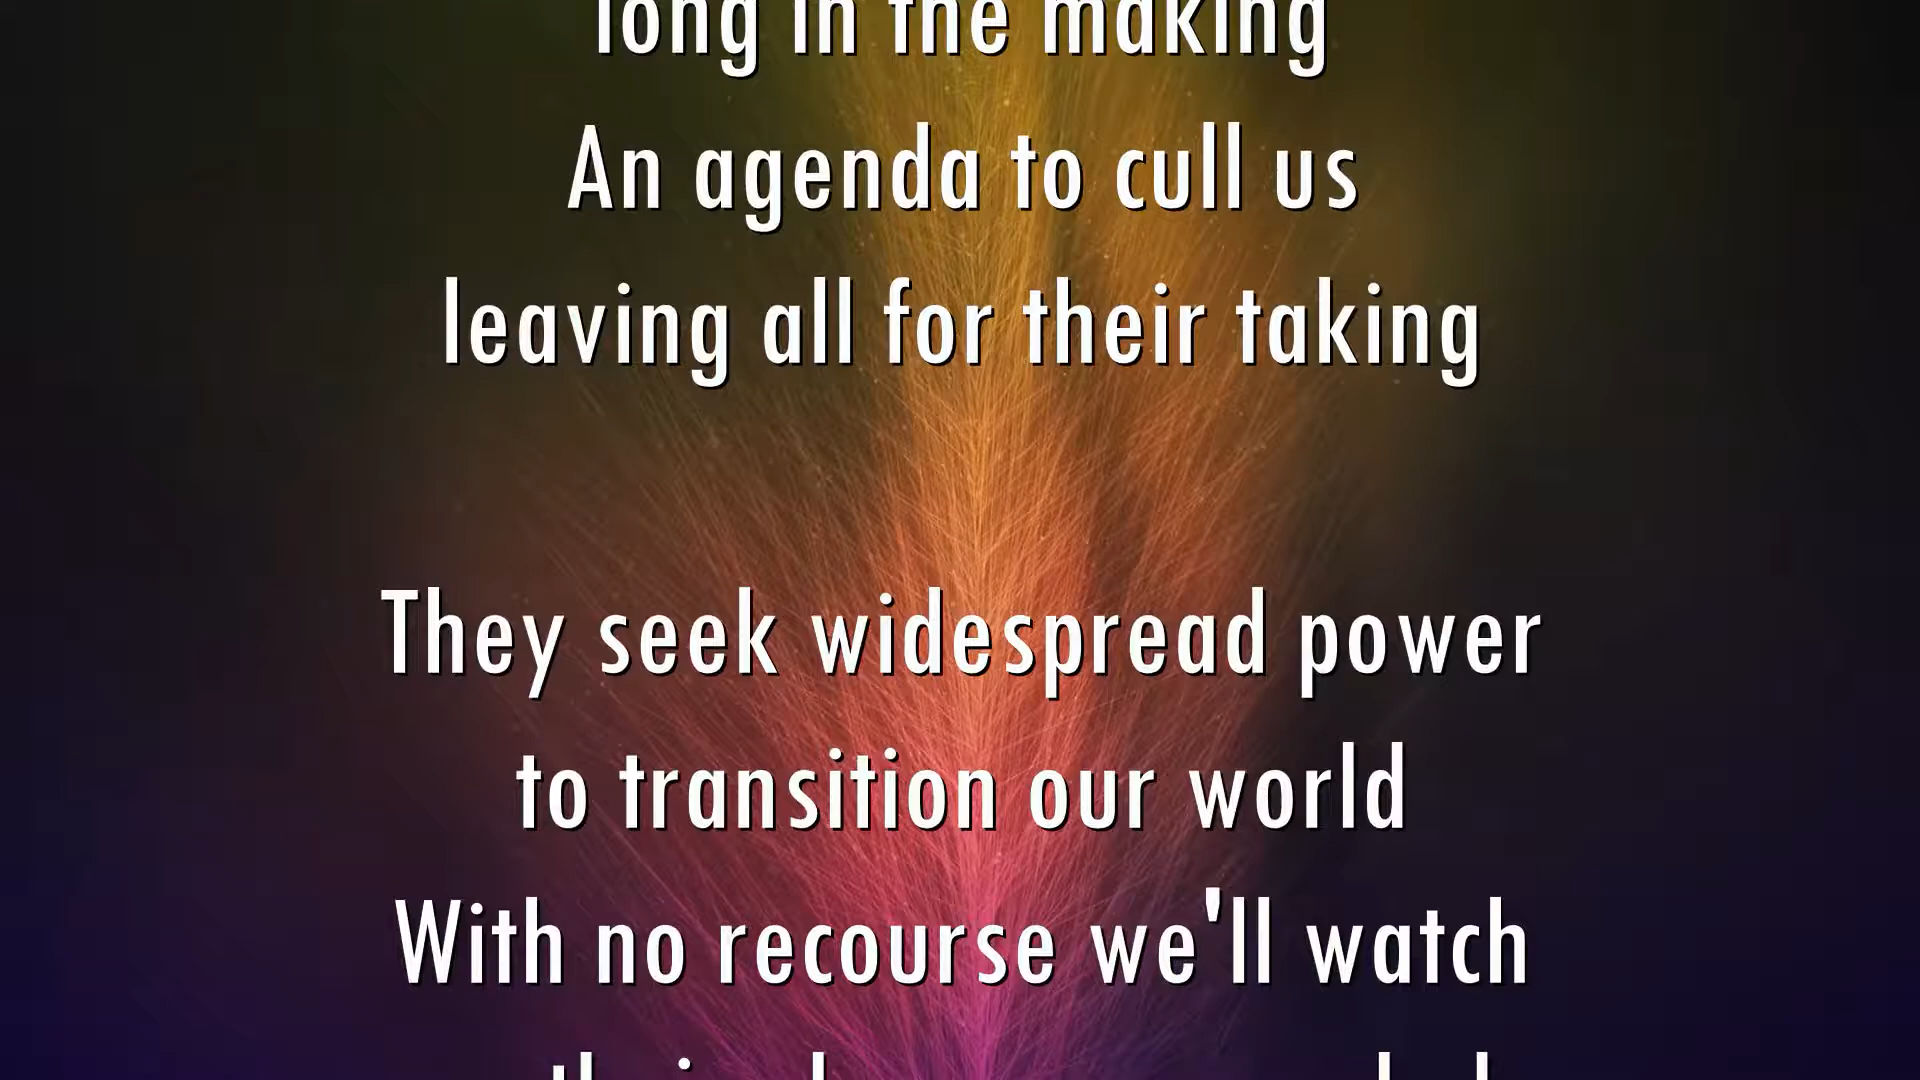 long in the making
An agenda to cull us
leaving all for their taking
They seek widespread power
to transition our world
With no recourse we'll watch
their